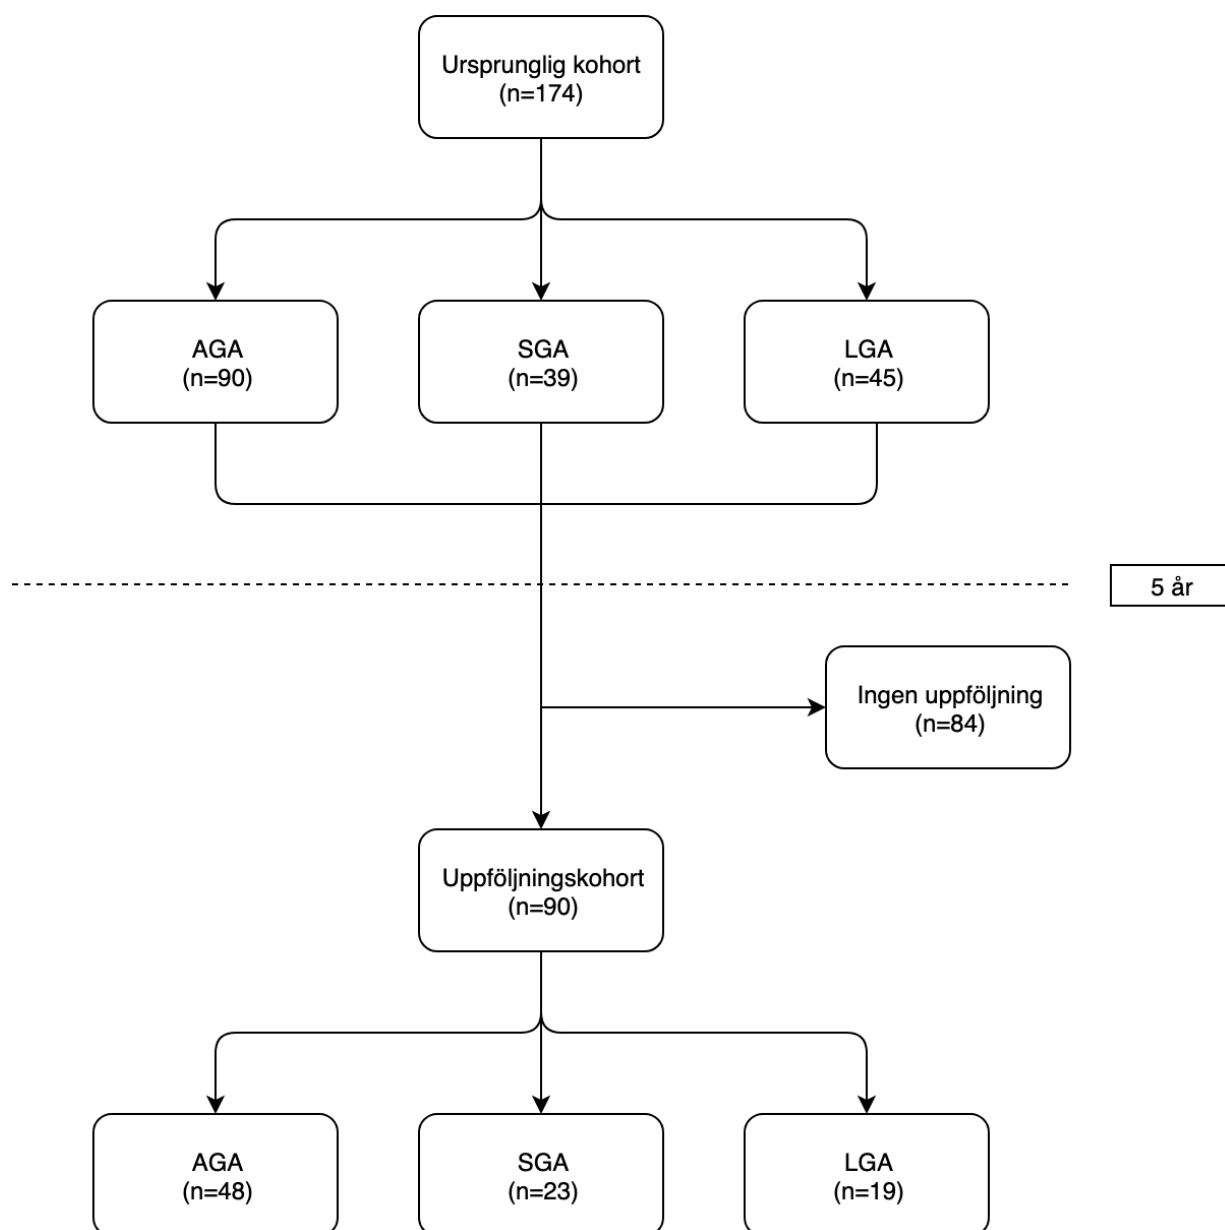 Ursprunglig kohort
(n=174)
AGA
(n=90)
SGA
(n=39)
LGA
(n=45)
5 år
Ingen uppföljning
(n=84)
Uppföljningskohort
(n=90)
AGA
(n=48)
SGA
(n=23)
LGA
(n=19)